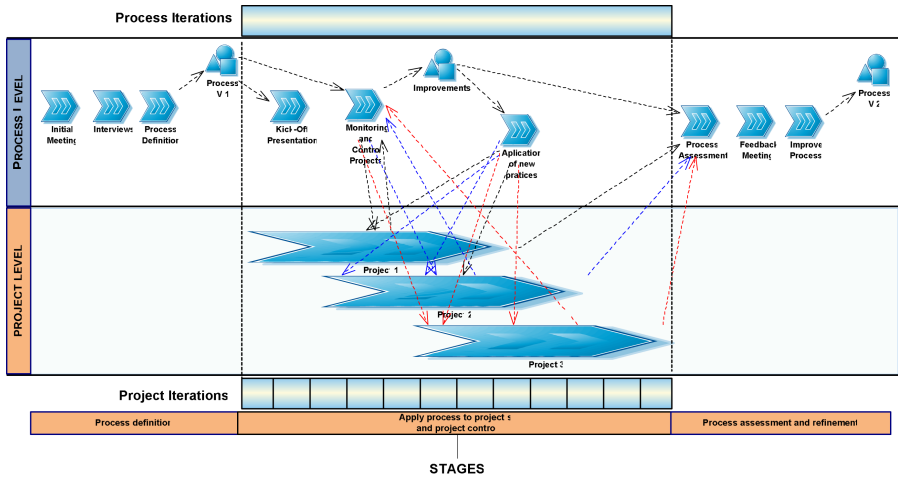 Process Iterations
PROCESS LEVEL
Process
V 1
Improvements
Process
V 2
Initial
Meeting
Interviews
Process
Definition
Kick-Off
Presentation
Monitoring
and
Control
Projects
Aplication
of new
pratices
Process
Assessment
Feedback
Meeting
Improve
Process
PROJECT LEVEL
Project 1
Project 2
Project 3
Project Iterations
Process definition
Apply process to project s
and project control
Process assessment and refinement
STAGES